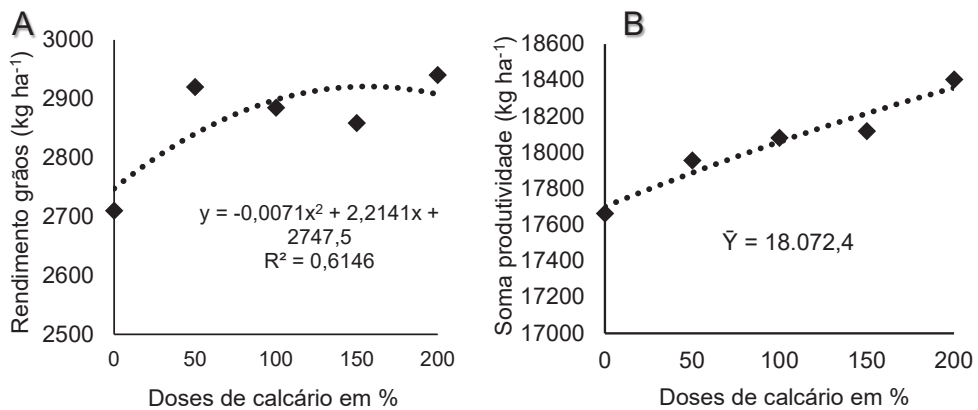 A
Rendimento grãos (kg ha⁻¹)
3000
2900
2800
2700
2600
2500
y = -0,0071x² + 2,2141x +
2747,5
R² = 0,6146
0 50 100 150 200
Doses de calcário em %
B
Soma produtividade (kg ha⁻¹)
18600
18400
18200
18000
17800
17600
17400
17200
17000
Ȳ = 18.072,4
0 50 100 150 200
Doses de calcário em %